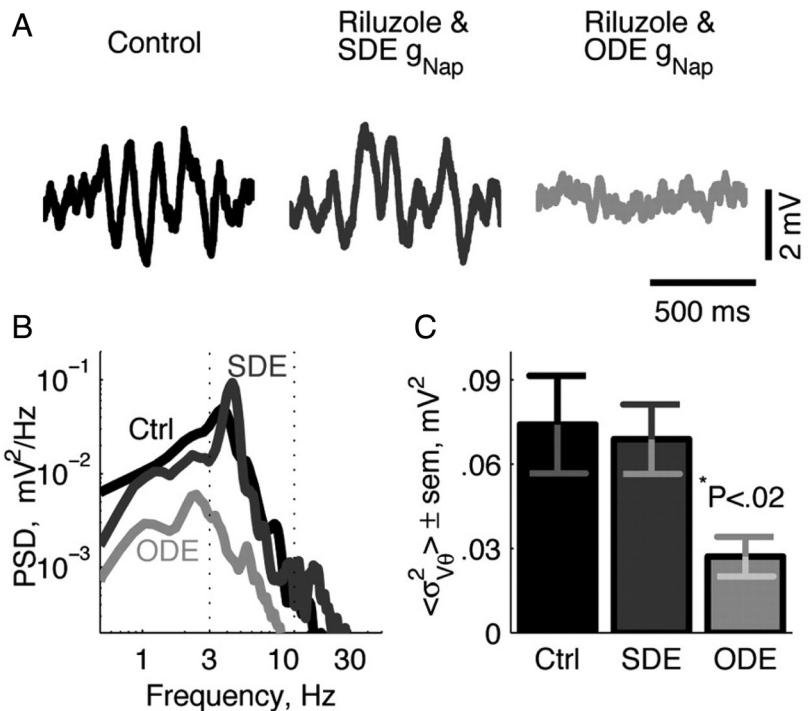 A
Control
Riluzole &
SDE gNap
Riluzole &
ODE gNap
2 mV
500 ms
B
PSD, mV²/Hz
10⁻¹
10⁻²
10⁻³
Ctrl
SDE
ODE
1 3 10 30
Frequency, Hz
C
<σ²Vθ> ± sem, mV²
.09
.06
.03
0
*P<.02
Ctrl SDE ODE